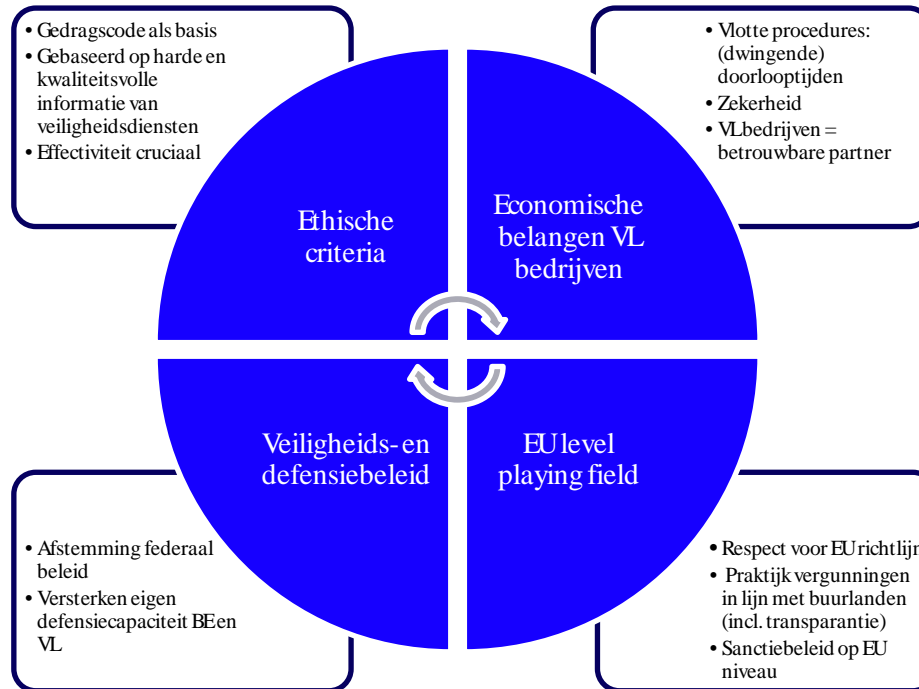 • Gedragscode als basis
• Gebaseerd op harde en
kwaliteitsvolle
informatie van
veiligheidsdiensten
• Effectiviteit cruciaal
• Vlotte procedures:
(dwingende)
doorlooptijden
• Zekerheid
• VL bedrijven =
betrouwbare partner
Ethische
criteria
Economische
belangen VL
bedrijven
Veiligheids- en
defensiebeleid
EU level
playing field
• Afstemming federaal
beleid
• Versterken eigen
defensiecapaciteit BE en
VL
• Respect voor EU richtlijn
• Praktijk vergunningen
in lijn met buurlanden
(incl. transparantie)
• Sanctiebeleid op EU
niveau